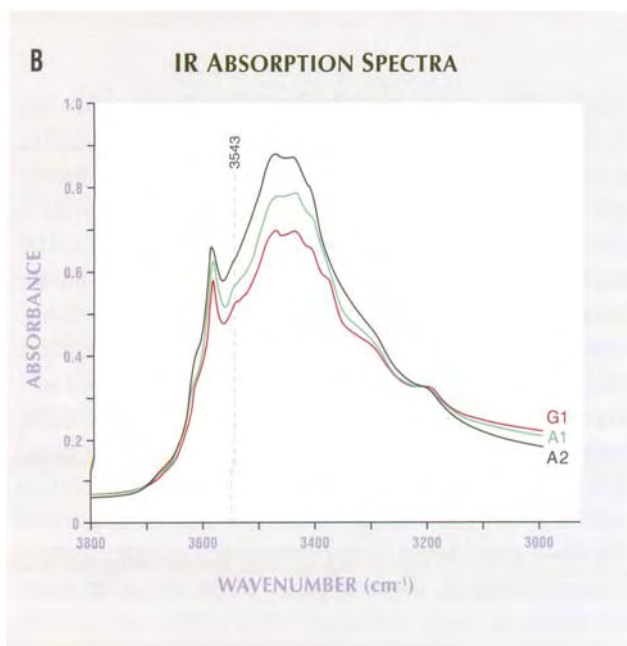 B
IR ABSORPTION SPECTRA
1.0
0.8
0.6
0.4
0.2
0
ABSORBANCE
3543
G1
A1
A2
3800
3600
3400
3200
3000
WAVENUMBER (cm⁻¹)